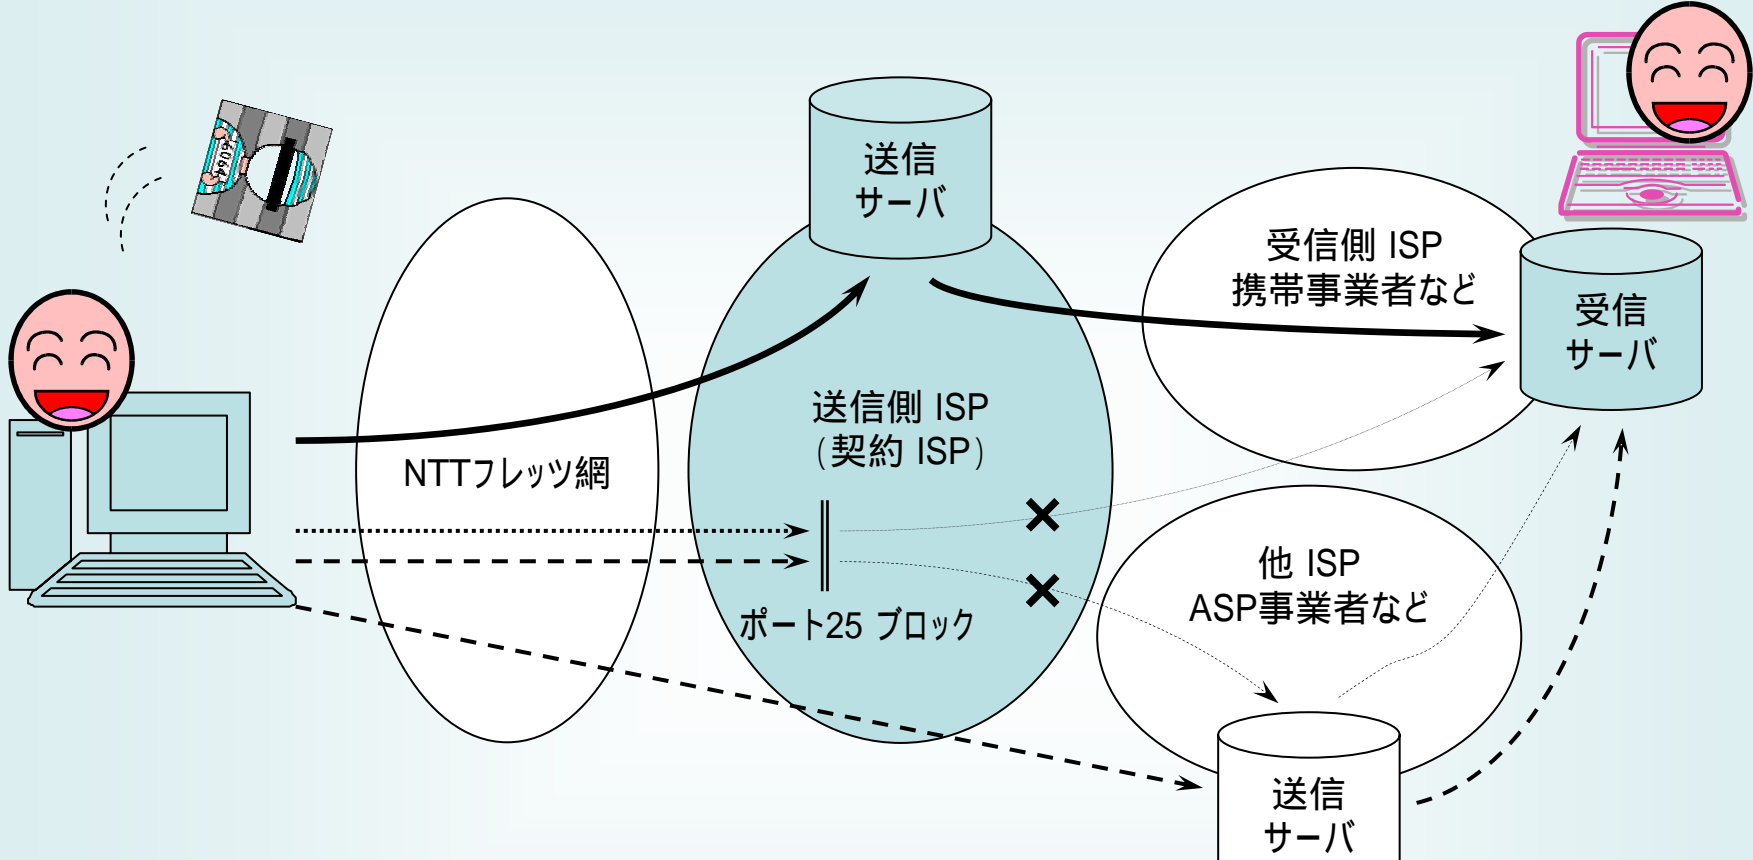 送信
サーバ
受信側 ISP
携帯事業者など
受信
サーバ
送信側 ISP
(契約 ISP)
NTTフレッツ網
ポート25 ブロック
他 ISP
ASP事業者など
送信
サーバ